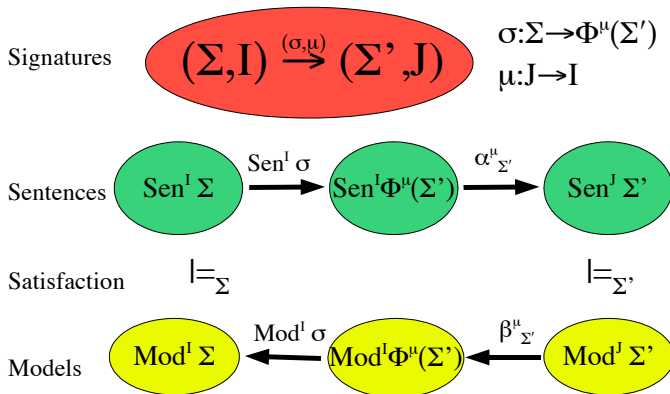 Signatures (Σ,I) (σ,μ) → (Σ’,J) σ:Σ→Φ^μ(Σ′)
μ:J→I
Sen^I σ α^μ_Σ′
Sentences Sen^I Σ Sen^I Φ^μ(Σ’) Sen^J Σ’
Satisfaction |=_Σ |=_Σ’
Mod^I σ β^μ_Σ′
Models Mod^I Σ Mod^I Φ^μ(Σ’) Mod^J Σ’